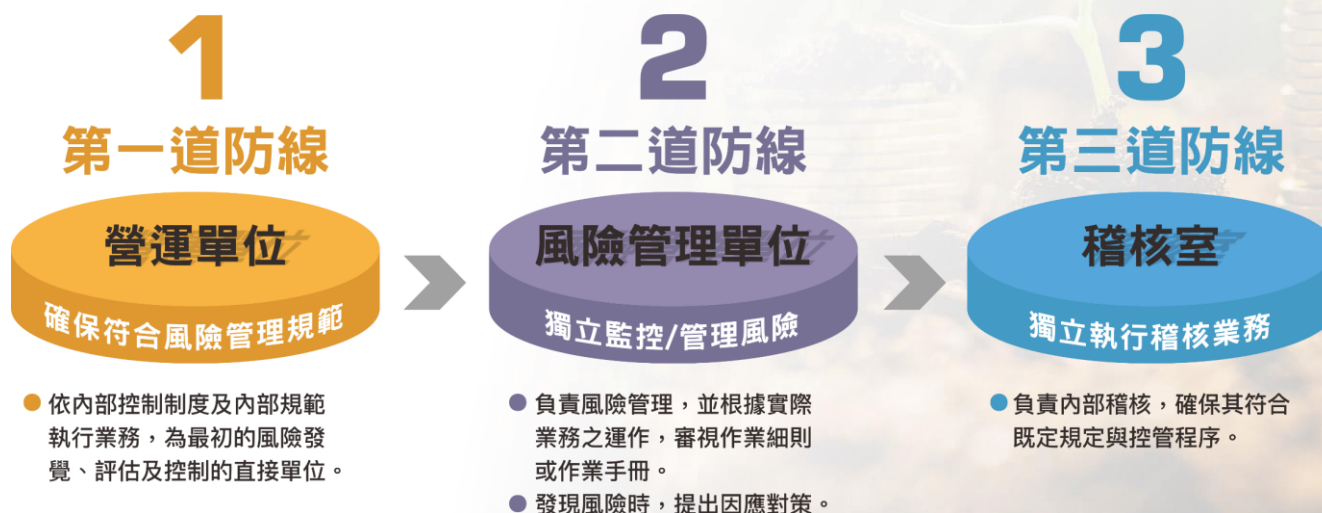 1
第一道防線
營運單位
確保符合風險管理規範
● 依內部控制制度及內部規範
執行業務，為最初的風險發
覺、評估及控制的直接單位。
2
第二道防線
風險管理單位
獨立監控/管理風險
● 負責風險管理，並根據實際
業務之運作，審視作業細則
或作業手冊。
● 發現風險時，提出因應對策。
3
第三道防線
稽核室
獨立執行稽核業務
● 負責內部稽核，確保其符合
既定規定與控管程序。